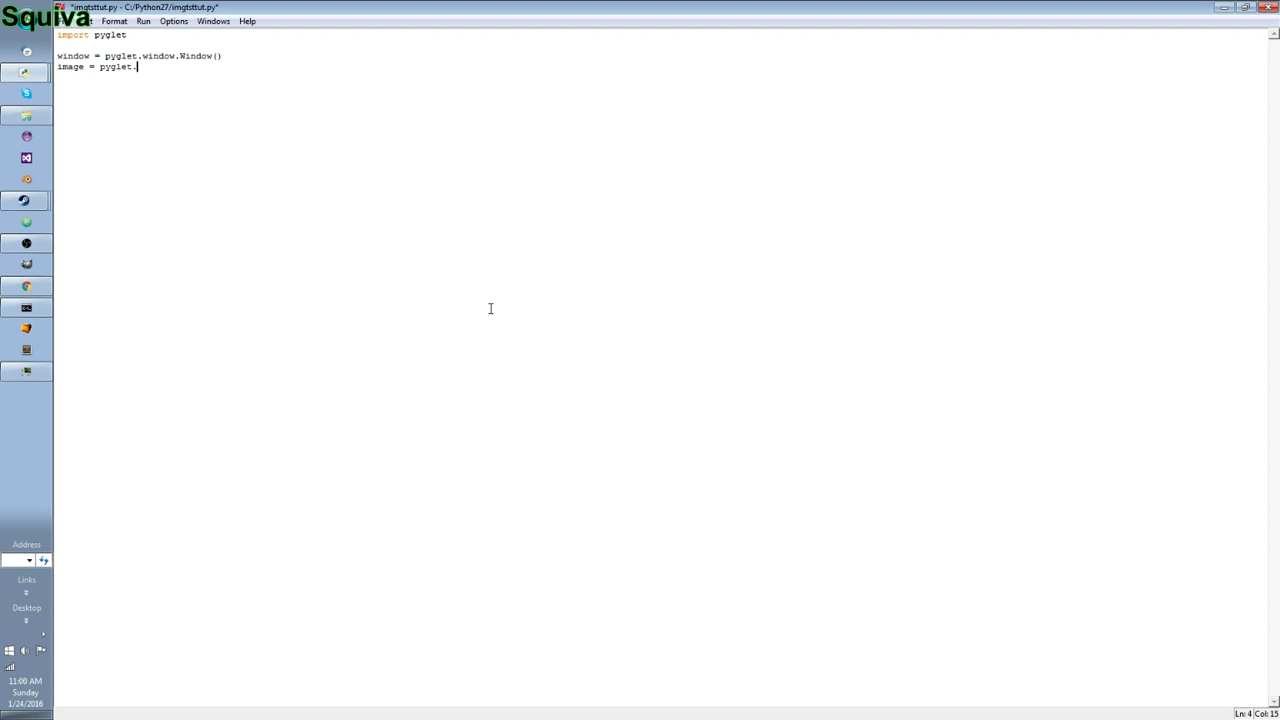 *imgtsttut.py - C:/Python27/imgtsttut.py*
Squiva
Format Run Options Windows Help
import pyglet
window = pyglet.window.Window()
image = pyglet.
Address
Links
Desktop
11:00 AM
Sunday
1/24/2016
Ln: 4 Col: 15